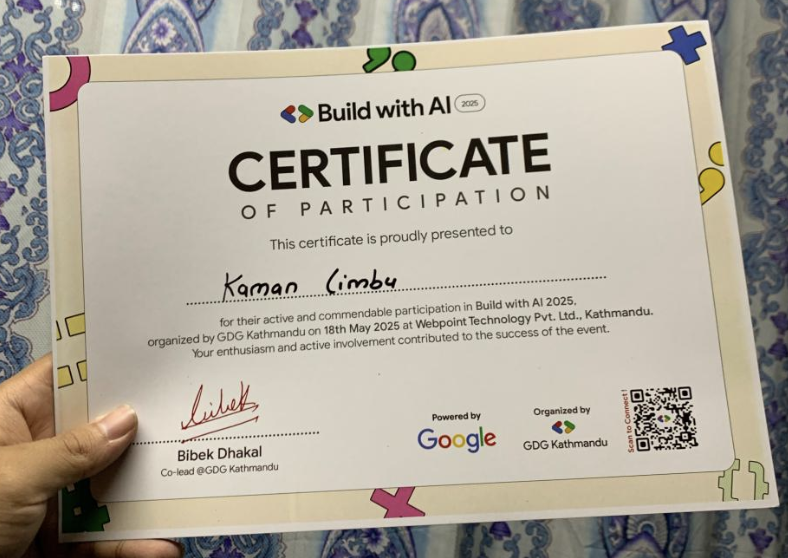 Build with AI 2025
CERTIFICATE
OF PARTICIPATION
This certificate is proudly presented to
Kaman Limbu
for their active and commendable participation in Build with AI 2025,
organized by GDG Kathmandu on 18th May 2025 at Webpoint Technology Pvt. Ltd., Kathmandu.
Your enthusiasm and active involvement contributed to the success of the event.
Bibek
Bibek Dhakal
Co-lead @GDG Kathmandu
Powered by
Google
Organized by
GDG Kathmandu
Scan to Connect!